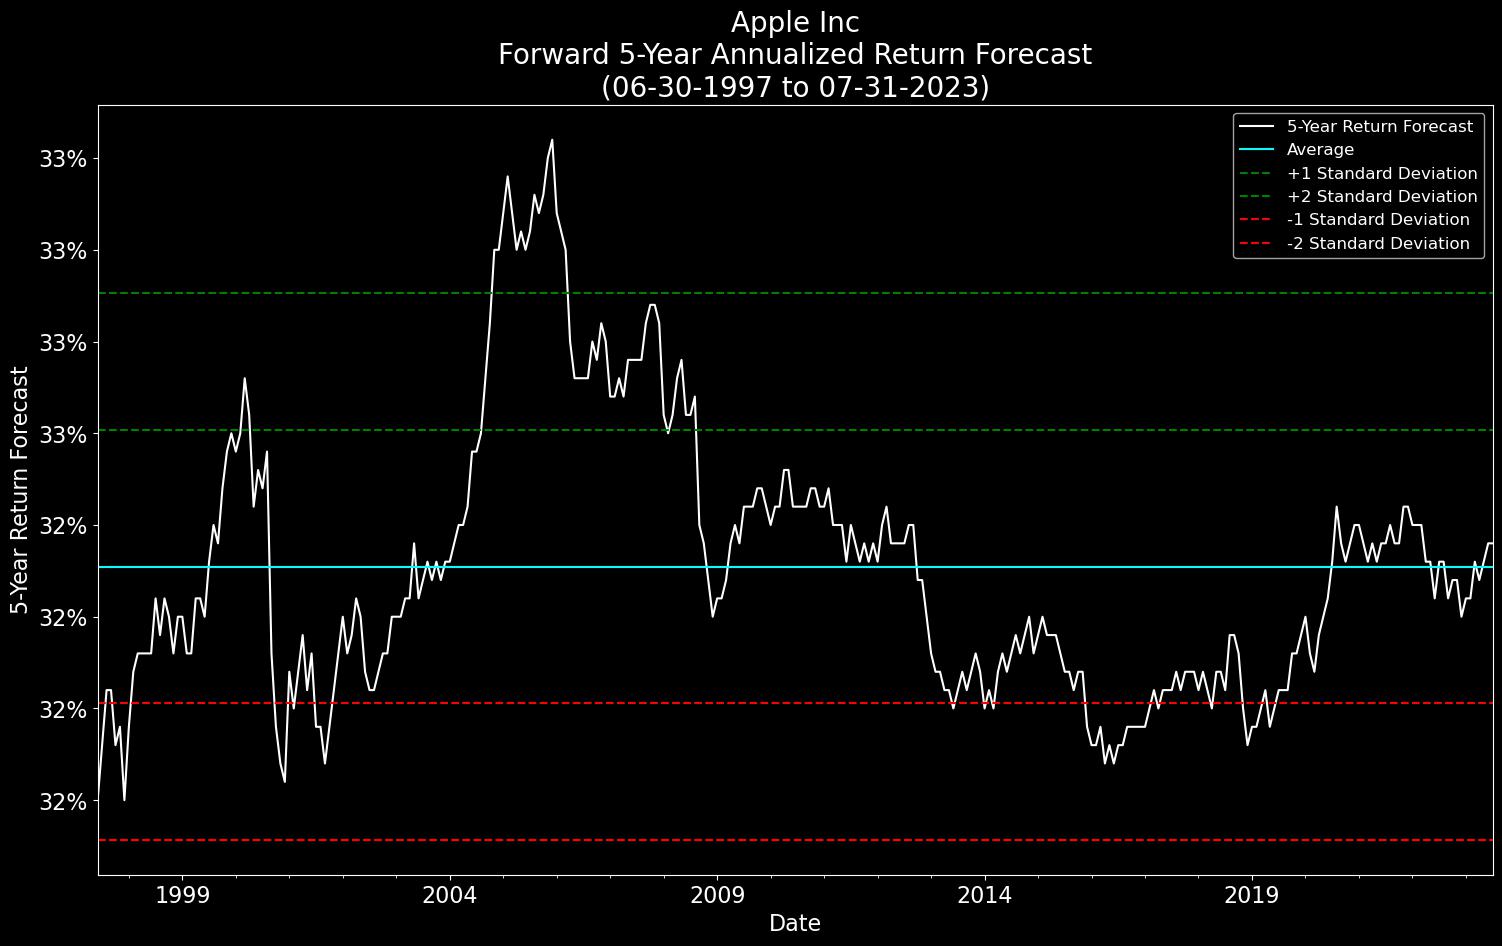 Apple Inc
Forward 5-Year Annualized Return Forecast
(06-30-1997 to 07-31-2023)
5-Year Return Forecast
Average
+1 Standard Deviation
+2 Standard Deviation
-1 Standard Deviation
-2 Standard Deviation
33%
33%
33%
33%
32%
32%
32%
32%
5-Year Return Forecast
1999
2004
2009
2014
2019
Date